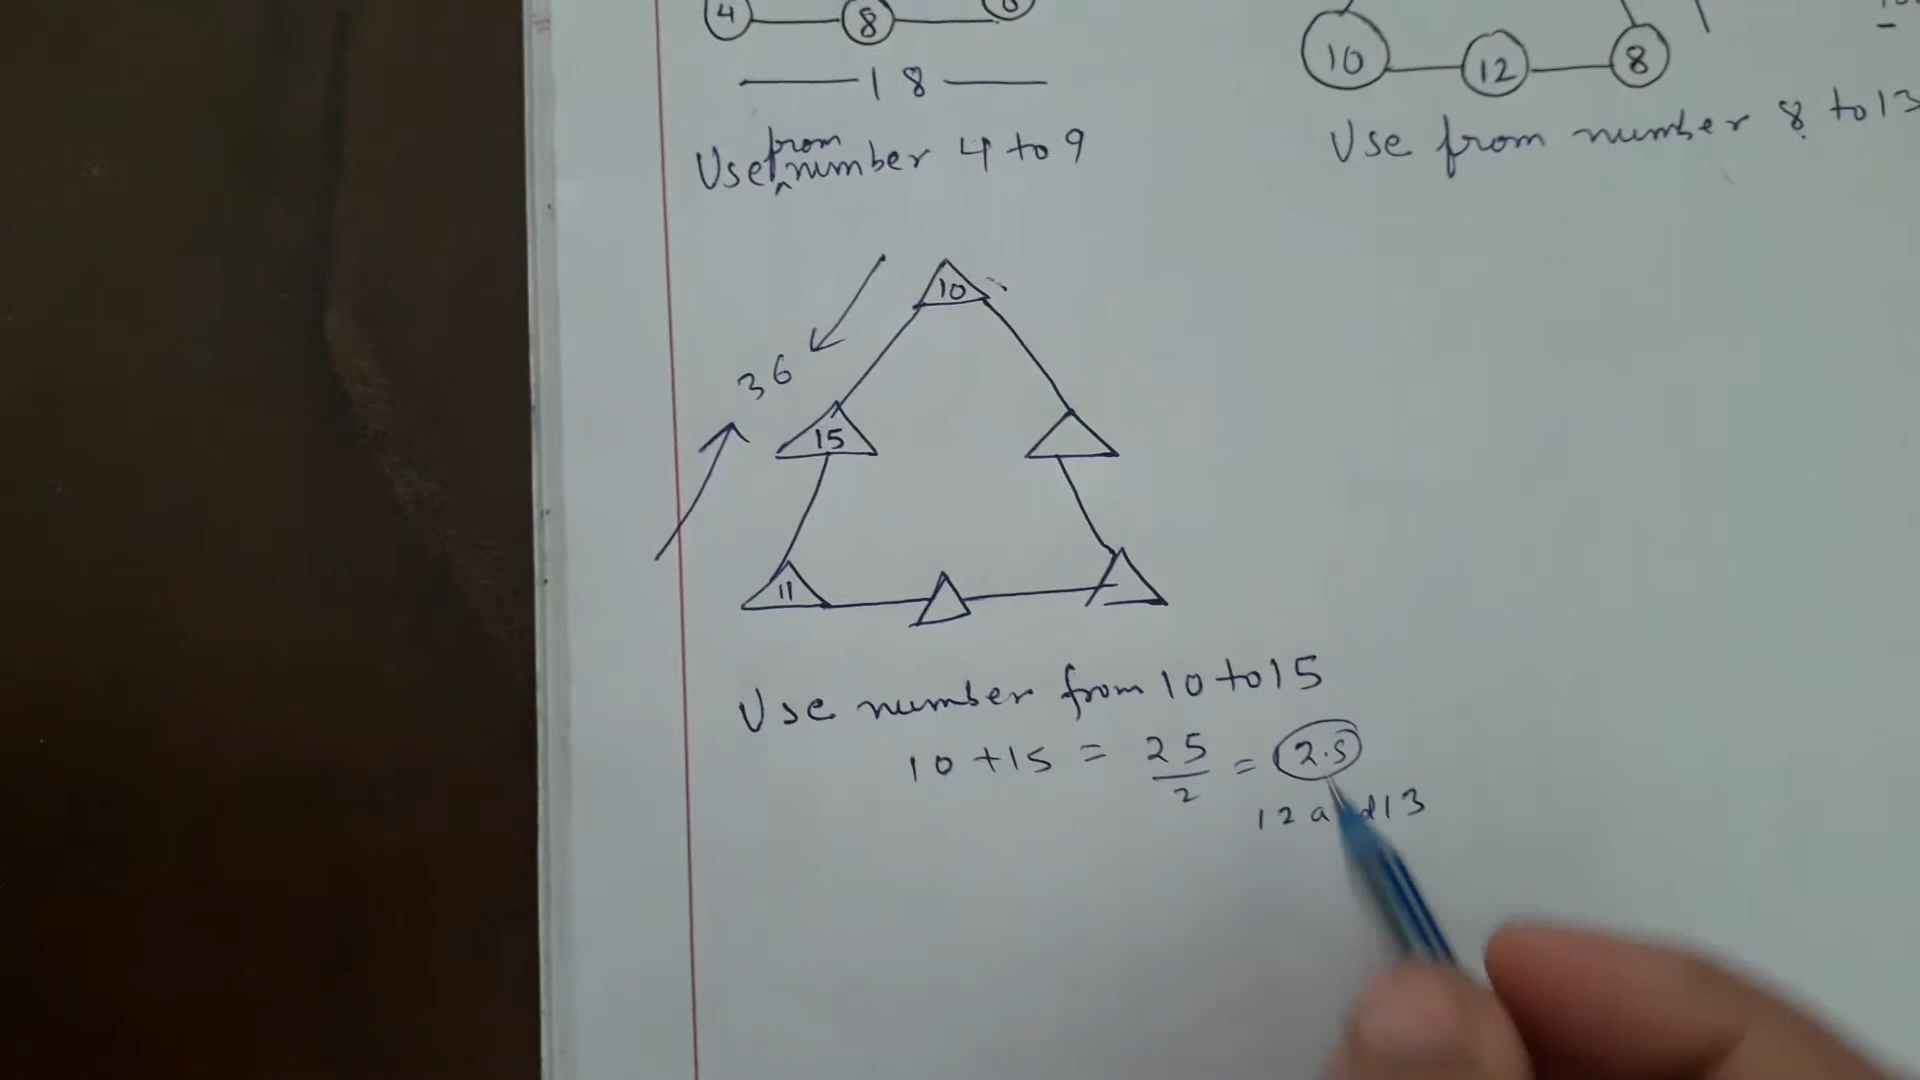 4 8
18
Use from number 4 to 9
10 12 8
Use from number 8 to 13
10
36
15
11
Use number from 10 to 15
10 + 15 = 25/2 = 2.5
12 a d 13